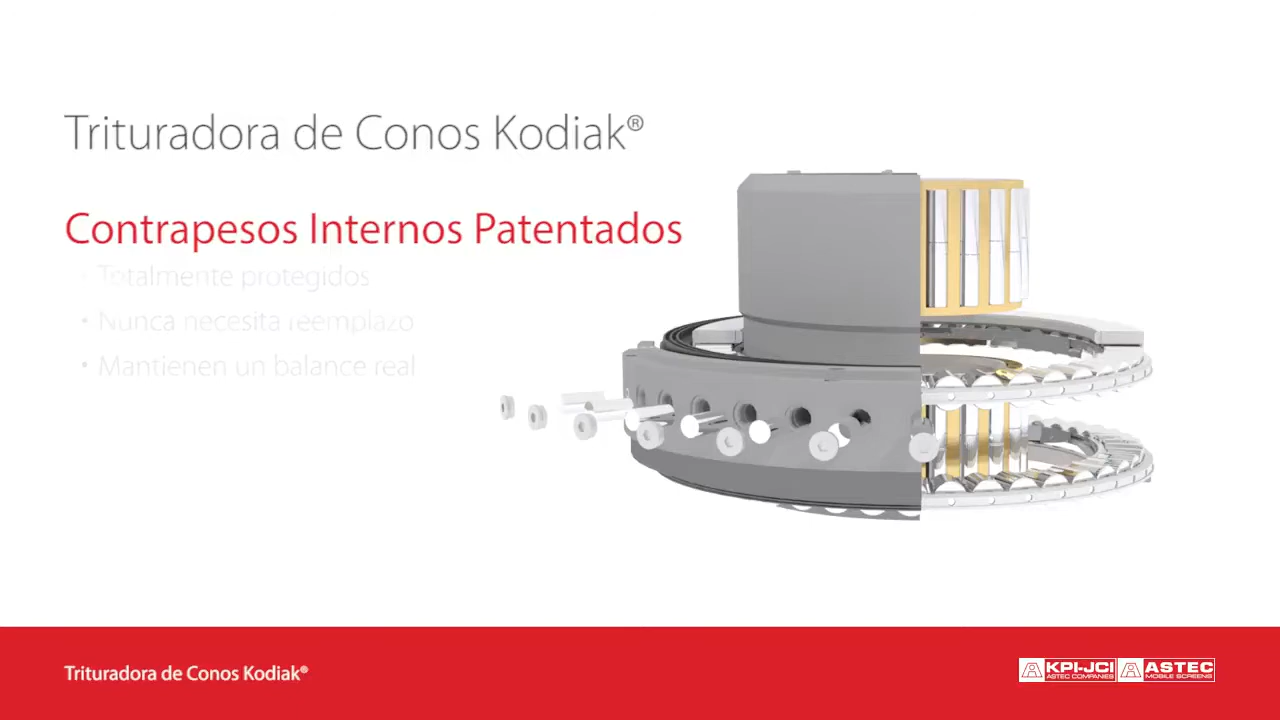 Trituradora de Conos Kodiak®
Contrapesos Internos Patentados
• Totalmente protegidos
• Nunca necesita reemplazo
• Mantienen un balance real
Trituradora de Conos Kodiak®
KPI-JCI
ASTEC COMPANIES
ASTEC
MOBILE SCREENS